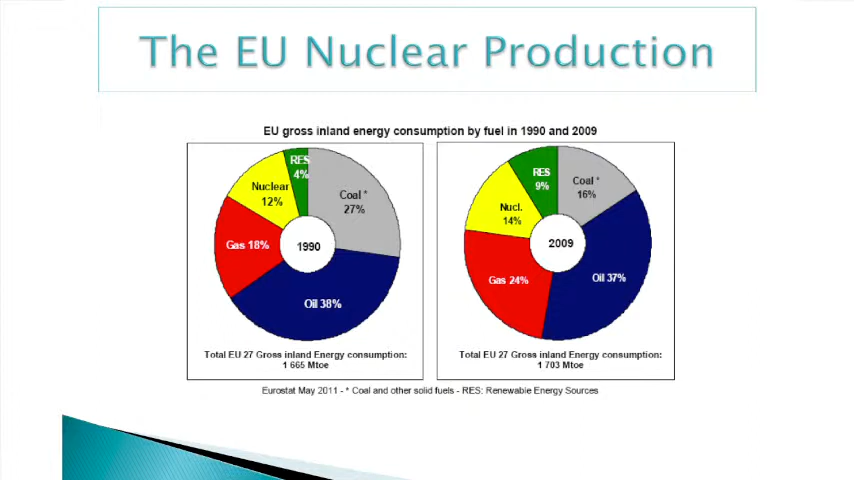 The EU Nuclear Production
EU gross inland energy consumption by fuel in 1990 and 2009
RES
4%
Nuclear
12%
Coal *
27%
Gas 18%
1990
Oil 38%
Total EU 27 Gross inland Energy consumption:
1 665 Mtoe
RES
9%
Coal *
16%
Nucl.
14%
2009
Gas 24%
Oil 37%
Total EU 27 Gross inland Energy consumption:
1 703 Mtoe
Eurostat May 2011 - * Coal and other solid fuels - RES: Renewable Energy Sources